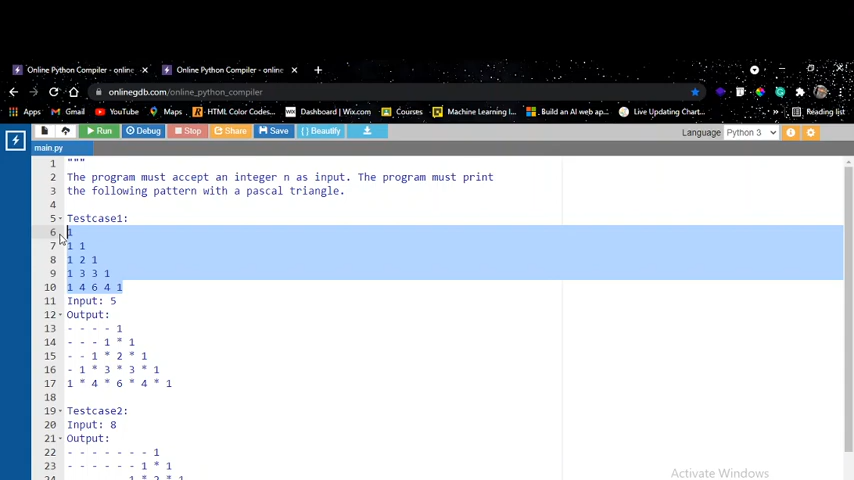 Online Python Compiler - online
Online Python Compiler - online
onlinegdb.com/online_python_compiler
Apps
Gmail
YouTube
Maps
HTML Color Codes...
Dashboard | Wix.com
Courses
Machine Learning I...
Build an AI web ap...
Live Updating Chart...
Reading list
Run
Debug
Stop
Share
Save
{ } Beautify
Language
Python 3
main.py
1 """
2 The program must accept an integer n as input. The program must print
3 the following pattern with a pascal triangle.
4
5 Testcase1:
6 1
7 1 1
8 1 2 1
9 1 3 3 1
10 1 4 6 4 1
11 Input: 5
12 Output:
13 - - - - 1
14 - - - 1 * 1
15 - - 1 * 2 * 1
16 - 1 * 3 * 3 * 1
17 1 * 4 * 6 * 4 * 1
18
19 Testcase2:
20 Input: 8
21 Output:
22 - - - - - - - 1
23 - - - - - - 1 * 1
24 - - - - - 1 * 2 * 1
Activate Windows